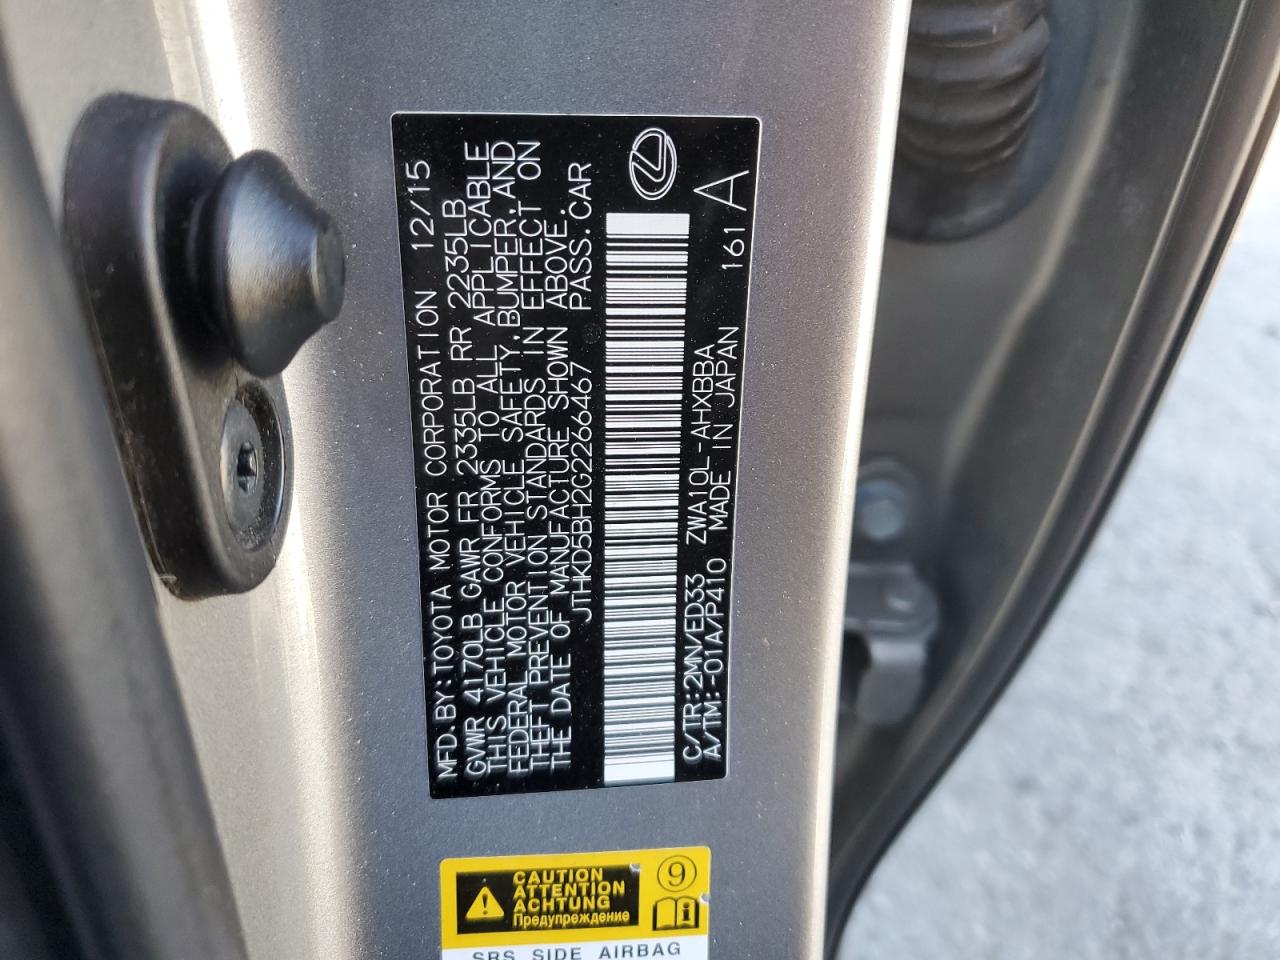 MFD. BY: TOYOTA MOTOR CORPORATION 12/15
GVWR 4170LB GAWR FR 2335LB RR 2235LB
THIS VEHICLE CONFORMS TO ALL APPLICABLE
FEDERAL MOTOR VEHICLE SAFETY, BUMPER, AND
THEFT PREVENTION STANDARDS IN EFFECT ON
THE DATE OF MANUFACTURE SHOWN ABOVE.
JTHKD5BH2G2266467 PASS. CAR
C/TR: 2MN/ED33 ZWA10L-AHXBBA 161 A
A/TM: -01A/P410 MADE IN JAPAN
CAUTION
ATTENTION
ACHTUNG
Предупреждение
9
SRS SIDE AIRBAG